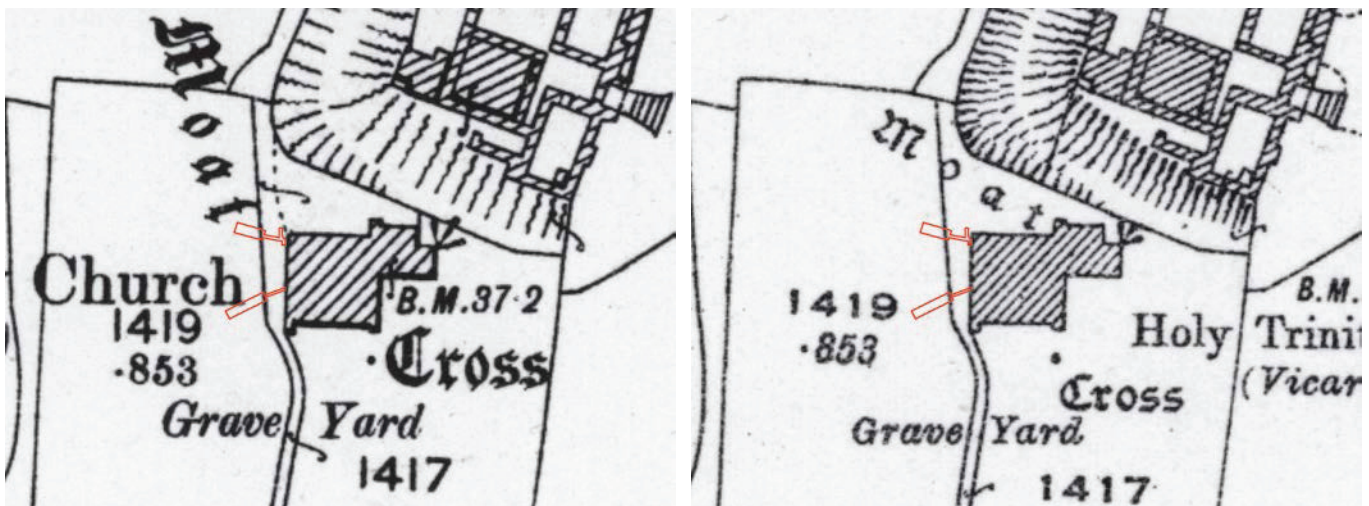 Moat
Church
1419
.853
B.M.37.2
Cross
Grave Yard
1417
Moat
1419
.853
B.M.
Holy Trinit
(Vicar
Cross
Grave Yard
1417